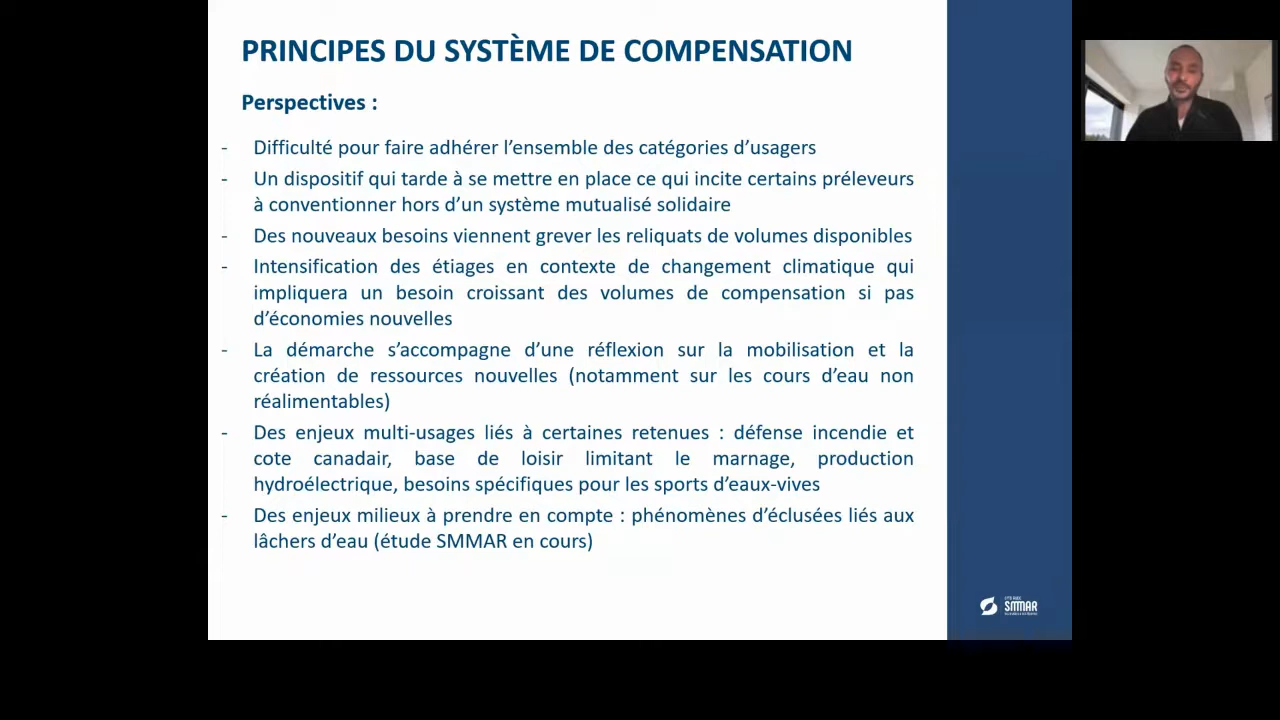 PRINCIPES DU SYSTÈME DE COMPENSATION
Perspectives :
- Difficulté pour faire adhérer l’ensemble des catégories d’usagers
- Un dispositif qui tarde à se mettre en place ce qui incite certains préleveurs
à conventionner hors d’un système mutualisé solidaire
- Des nouveaux besoins viennent grever les reliquats de volumes disponibles
- Intensification des étiages en contexte de changement climatique qui
impliquera un besoin croissant des volumes de compensation si pas
d’économies nouvelles
- La démarche s’accompagne d’une réflexion sur la mobilisation et la
création de ressources nouvelles (notamment sur les cours d’eau non
réalimentables)
- Des enjeux multi-usages liés à certaines retenues : défense incendie et
cote canadair, base de loisir limitant le marnage, production
hydroélectrique, besoins spécifiques pour les sports d’eaux-vives
- Des enjeux milieux à prendre en compte : phénomènes d’éclusées liés aux
lâchers d’eau (étude SMMAR en cours)
SMMAR